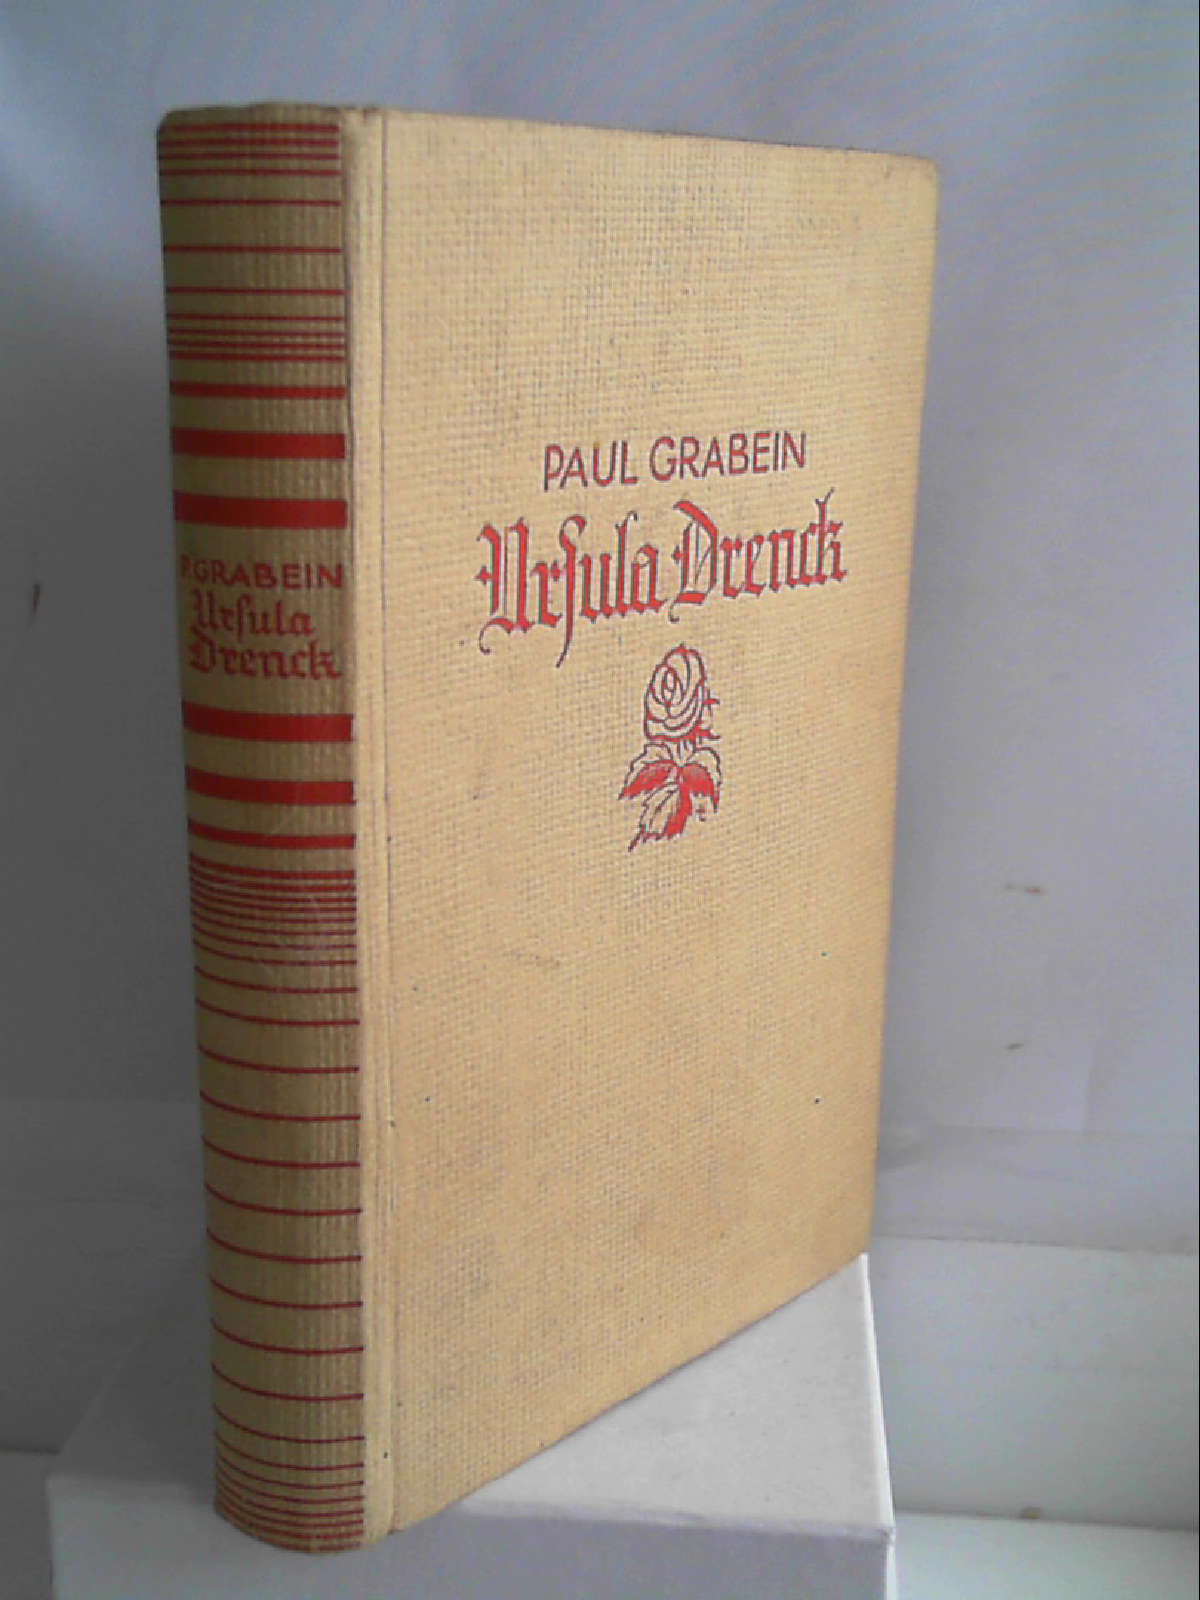 P. GRABEIN
Urſula
Drenck
PAUL GRABEIN
Urſula Drenck